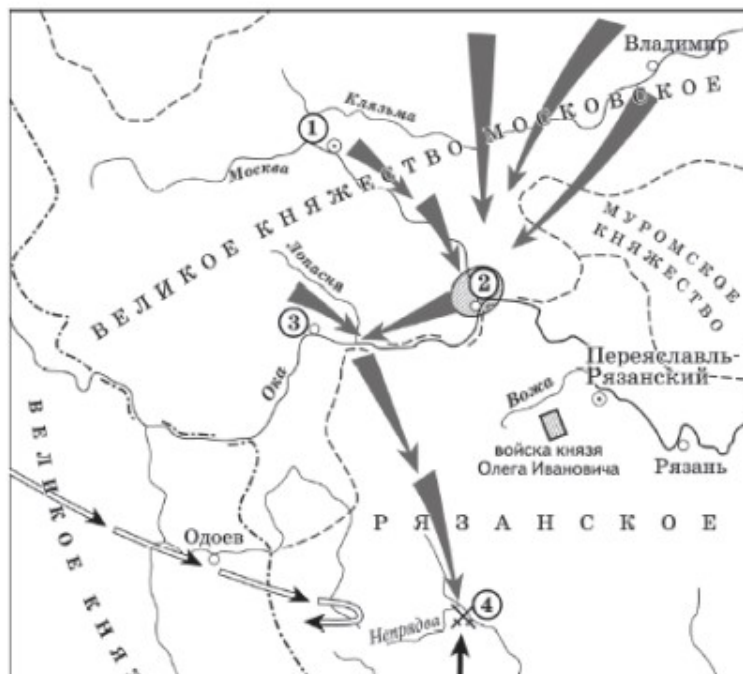 Владимир
Клязьма
1
Москва
ВЕЛИКОЕ КНЯЖЕСТВО МОСКОВСКОЕ
МУРОМСКОЕ
КНЯЖЕСТВО
Лопасня
2
3
Ока
Переяславль-
Рязанский
Вожа
войска князя
Олега Ивановича
Рязань
ВЕЛИКОЕ КНЯ
РЯЗАНСКОЕ
Одоев
4
Непрядва